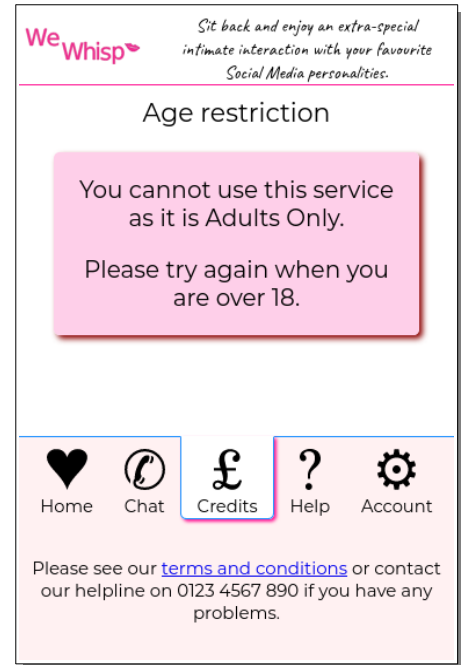 We Whisp
Sit back and enjoy an extra-special
intimate interaction with your favourite
Social Media personalities.
Age restriction
You cannot use this service
as it is Adults Only.
Please try again when you
are over 18.
Home Chat £ Credits ? Help Account
Please see our terms and conditions or contact
our helpline on 0123 4567 890 if you have any
problems.